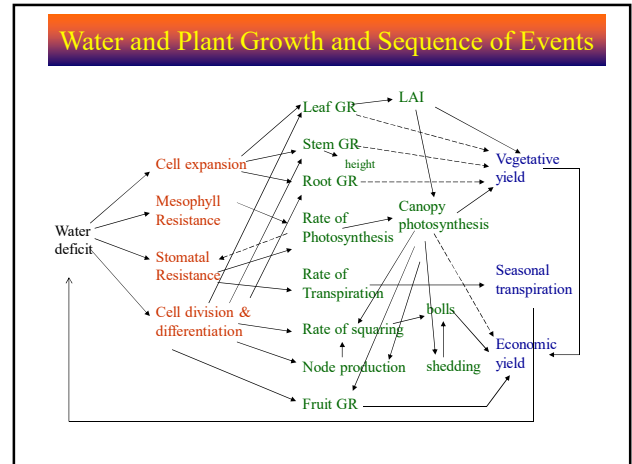 Water and Plant Growth and Sequence of Events
Leaf GR
LAI
Stem GR
height
Root GR
Vegetative
yield
Cell expansion
Mesophyll
Resistance
Water
deficit
Stomatal
Resistance
Cell division &
differentiation
Rate of
Photosynthesis
Canopy
photosynthesis
Rate of
Transpiration
Seasonal
transpiration
bolls
Rate of squaring
Node production
shedding
Economic
yield
Fruit GR